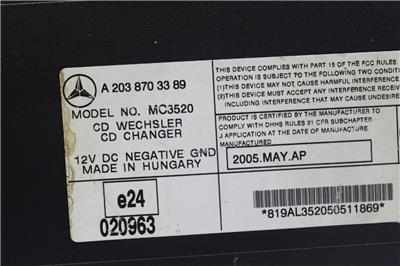 THIS DEVICE COMPLIES WITH PART 15 OF THE FCC RULES.
OPERATION IS SUBJECT TO THE FOLLOWING TWO CONDIT
(1)THIS DEVICE MAY NOT CAUSE HARMFUL INTERFERENCE
(2)THIS DEVICE MUST ACCEPT ANY INTERFERENCE RECEIV
INCLUDING INTERFERENCE THAT MAY CAUSE UNDESIRED
A 203 870 33 89
MODEL NO. MC3520
CD WECHSLER
CD CHANGER
12V DC NEGATIVE GND
MADE IN HUNGARY
PRODUCT IS CERTIFIED BY MANUFACTURER TO
COMPLY WITH DHHS RULES 21 CFR SUBCHAPTER
J APPLICATION AT THE DATE OF MANUFACTURE
2005.MAY.AP
e24
020963
*819AL352050511869*